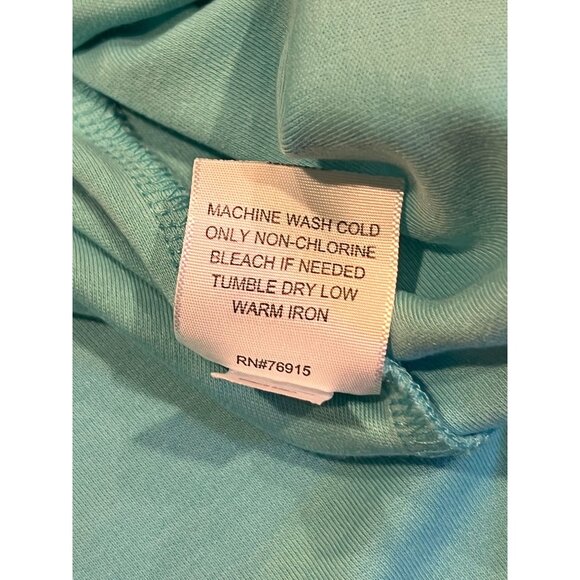 MACHINE WASH COLD
ONLY NON-CHLORINE
BLEACH IF NEEDED
TUMBLE DRY LOW
WARM IRON
RN#76915